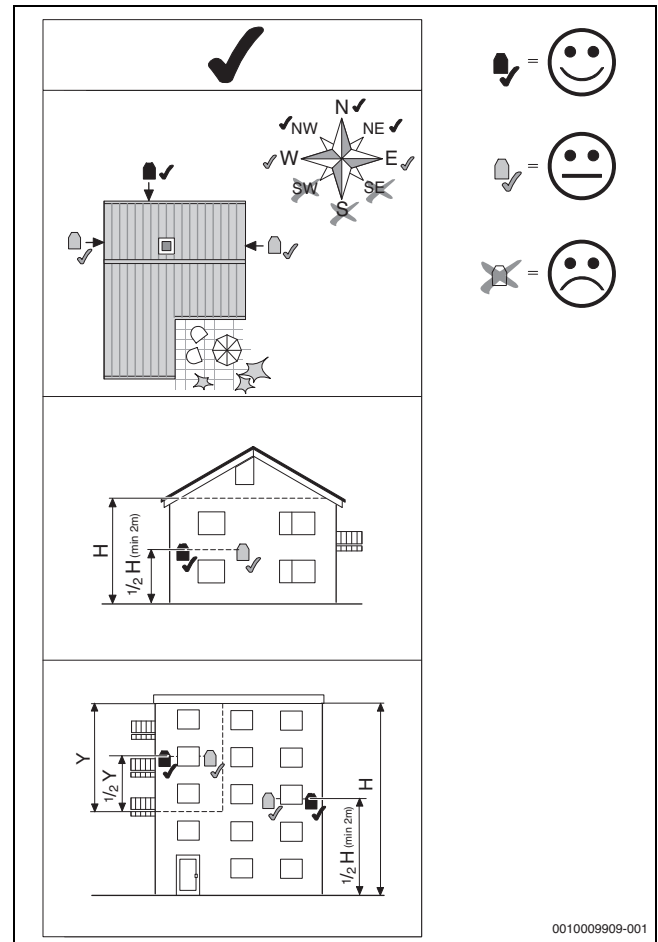 N
NW NE
W E
SW SE
S
=
=
=
H
1/2 H (min 2m)
Y
1/2 Y
H
1/2 H (min 2m)
0010009909-001